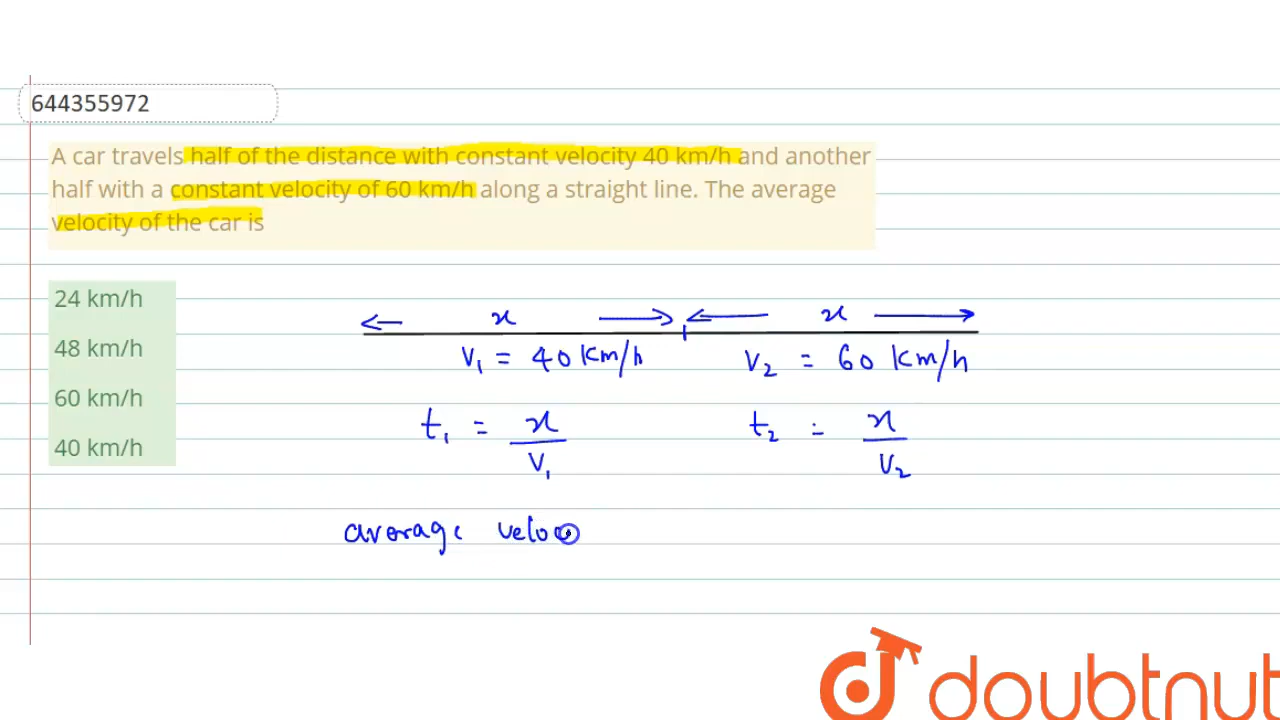 644355972
A car travels half of the distance with constant velocity 40 km/h and another
half with a constant velocity of 60 km/h along a straight line. The average
velocity of the car is
24 km/h
48 km/h
60 km/h
40 km/h
x x
V₁ = 40 Km/h V₂ = 60 Km/h
t₁ = x/V₁ t₂ = x/V₂
average veloc
doubtnut